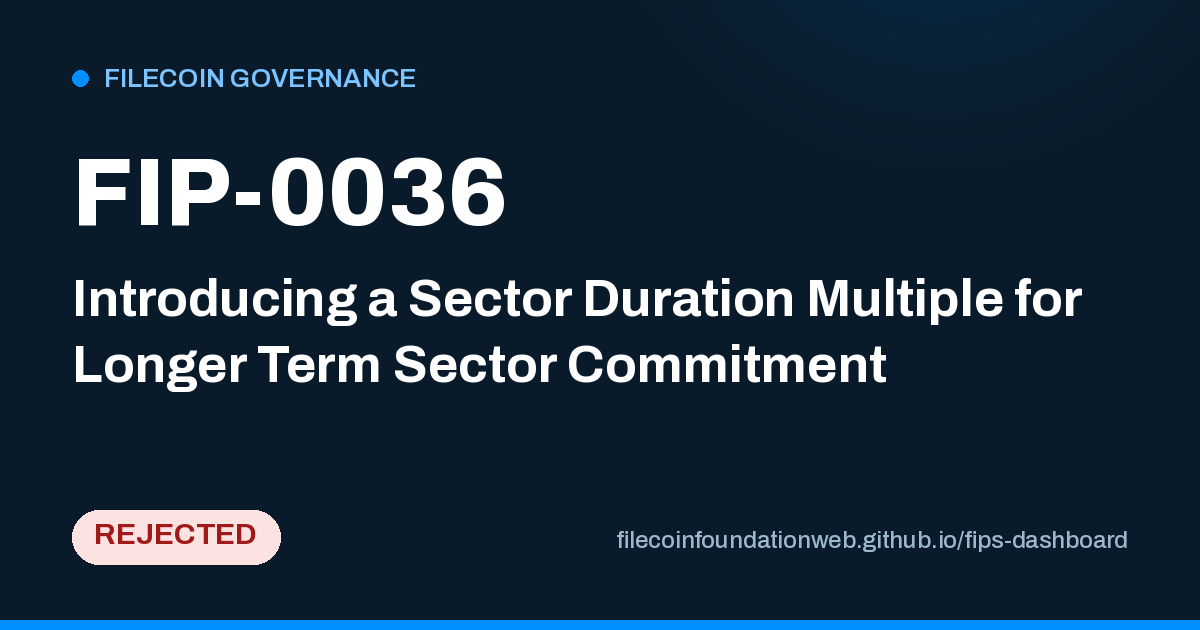 FILECOIN GOVERNANCE
FIP-0036
Introducing a Sector Duration Multiple for
Longer Term Sector Commitment
REJECTED
filecoinfoundationweb.github.io/fips-dashboard